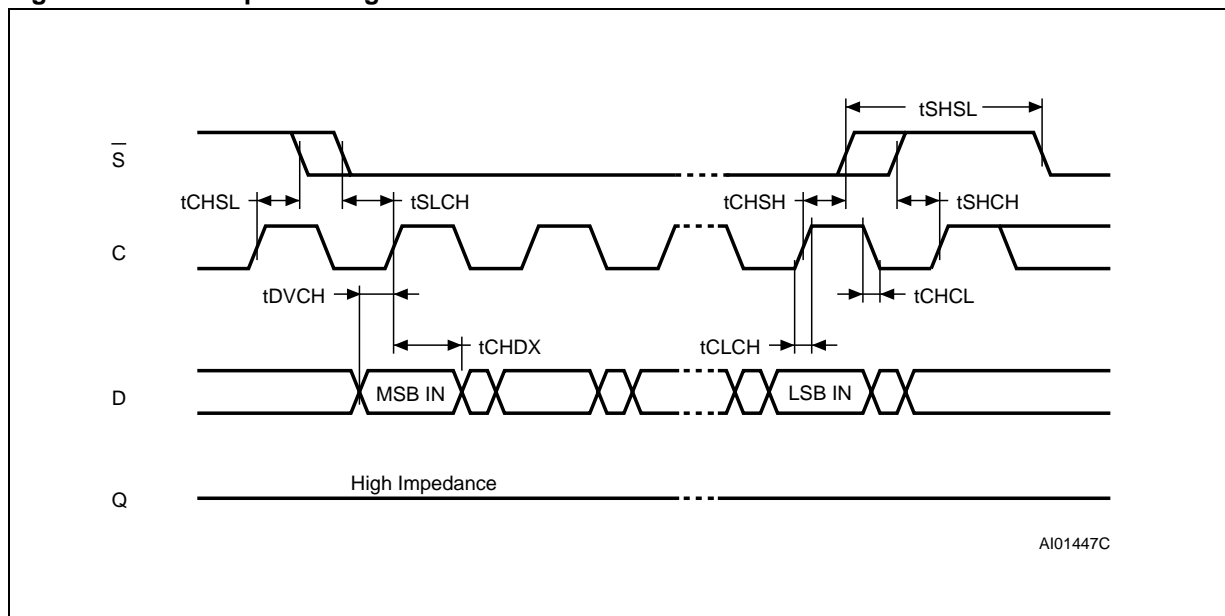 tSHSL
S
tCHSL
tSLCH
tCHSH
tSHCH
C
tDVCH
tCHCL
tCHDX
tCLCH
D
MSB IN
LSB IN
High Impedance
Q
AI01447C